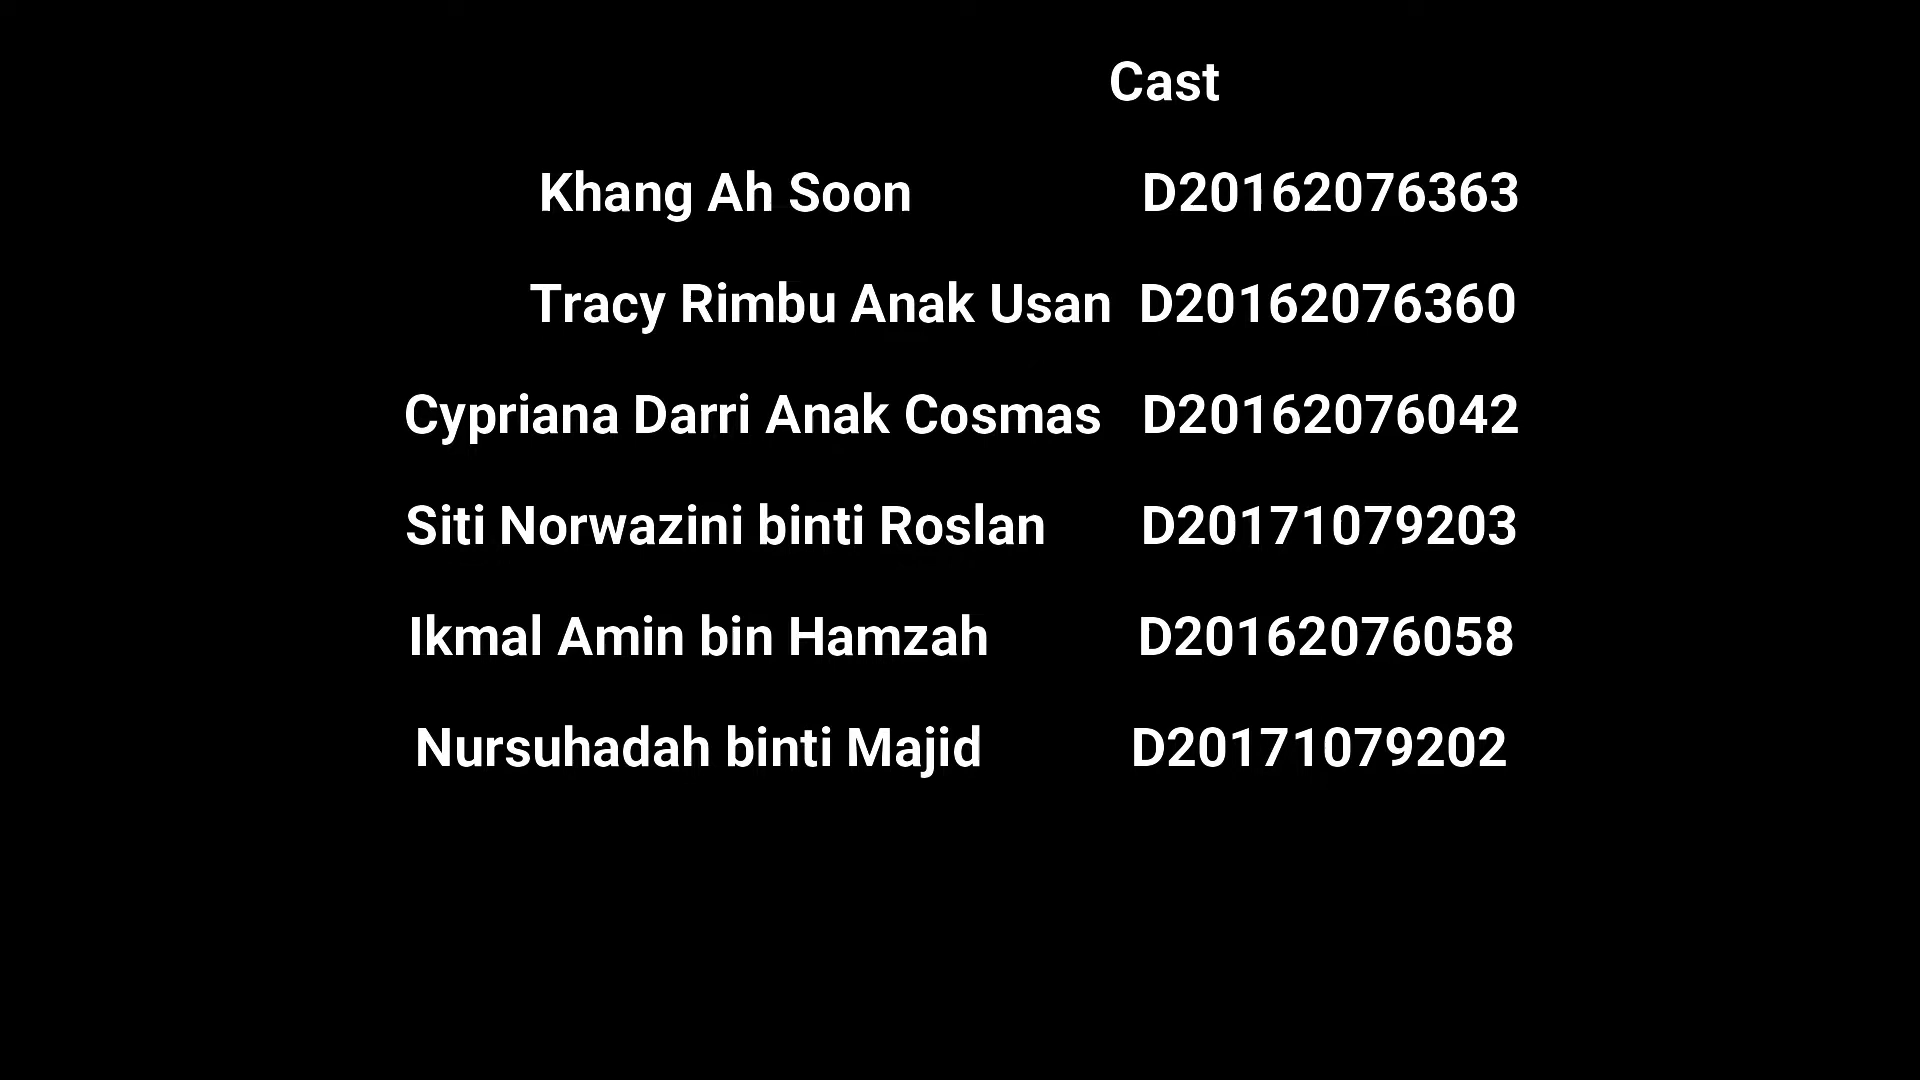 Cast
Khang Ah Soon D20162076363
Tracy Rimbu Anak Usan D20162076360
Cypriana Darri Anak Cosmas D20162076042
Siti Norwazini binti Roslan D20171079203
Ikmal Amin bin Hamzah D20162076058
Nursuhadah binti Majid D20171079202